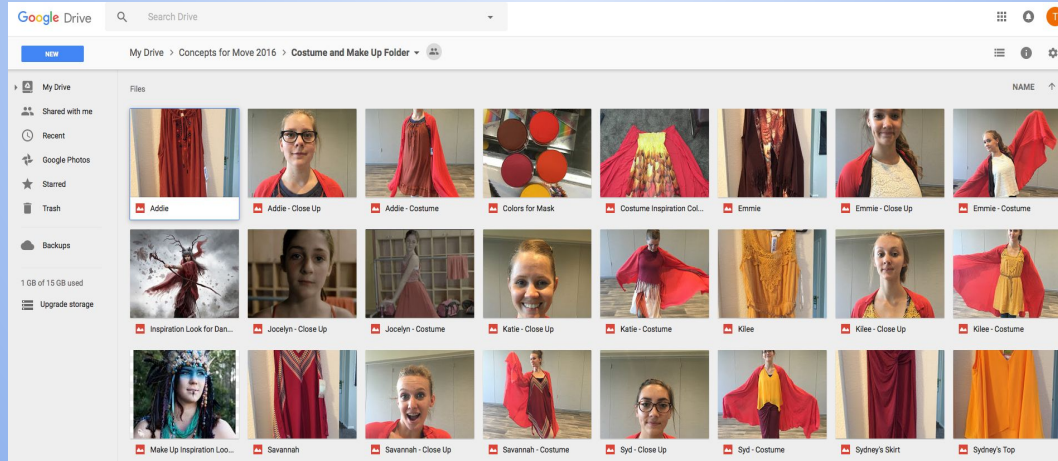 Google Drive
Search Drive
NEW
My Drive > Concepts for Move 2016 > Costume and Make Up Folder
My Drive
Shared with me
Recent
Google Photos
Starred
Trash
Backups
1 GB of 15 GB used
Upgrade storage
Files
NAME
Addie
Addie - Close Up
Addie - Costume
Colors for Mask
Costume Inspiration Col...
Emmie
Emmie - Close Up
Emmie - Costume
Inspiration Look for Dan...
Jocelyn - Close Up
Jocelyn - Costume
Katie - Close Up
Katie - Costume
Kilee
Kilee - Close Up
Kilee - Costume
Make Up Inspiration Loo...
Savannah
Savannah - Close Up
Savannah - Costume
Syd - Close Up
Syd - Costume
Sydney's Skirt
Sydney's Top